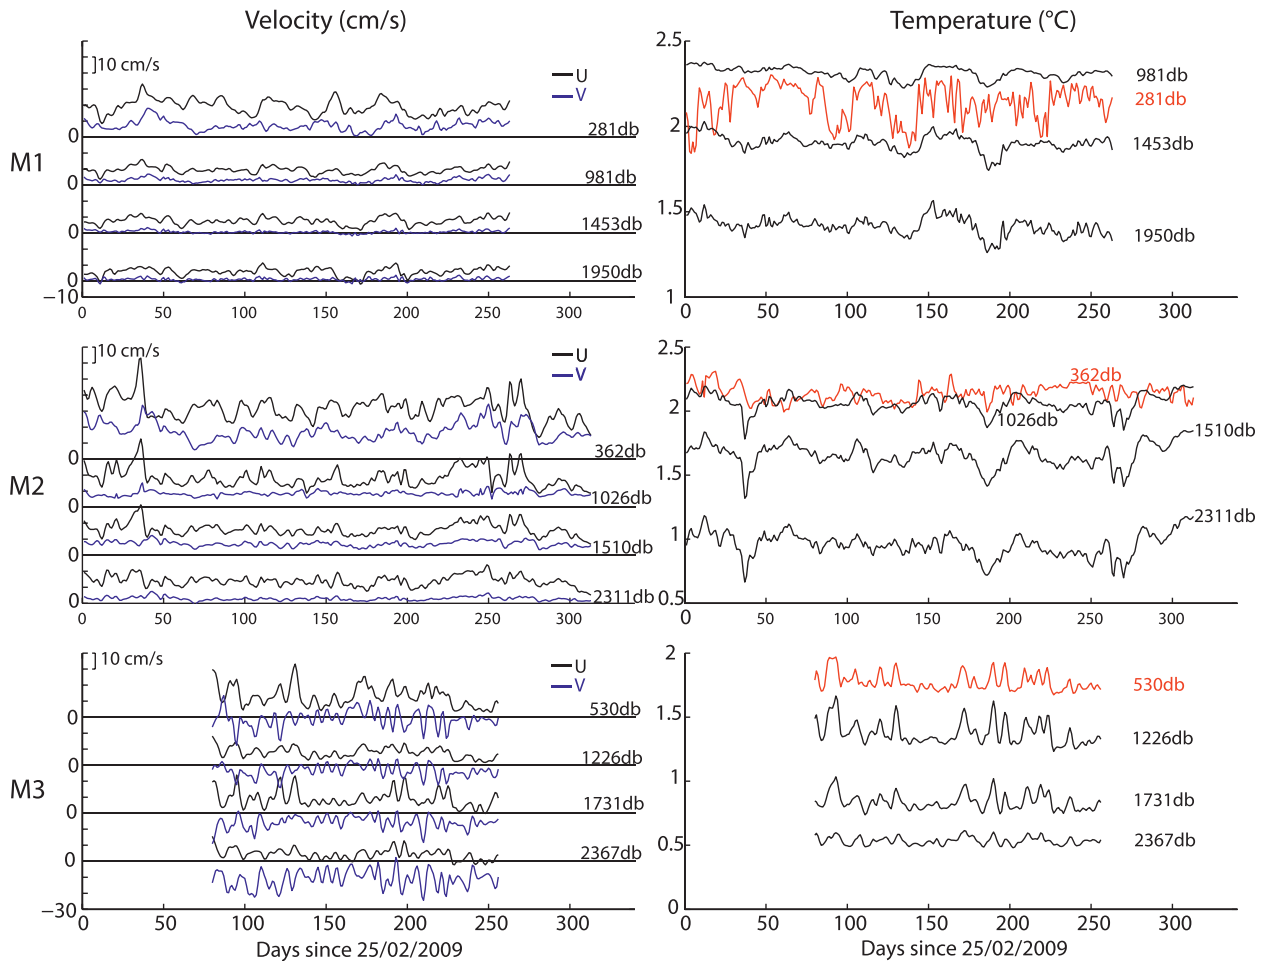 Velocity (cm/s)
Temperature (°C)
M1
10 cm/s
U
V
281db
0
981db
0
1453db
0
1950db
0
−10
0 50 100 150 200 250 300
2.5
2
1.5
1
981db
281db
1453db
1950db
0 50 100 150 200 250 300
M2
10 cm/s
U
V
0
362db
0
1026db
0
1510db
0
2311db
0 50 100 150 200 250 300
2.5
2
1.5
1
0.5
362db
1026db
1510db
2311db
0 50 100 150 200 250 300
M3
10 cm/s
U
V
0
530db
0
1226db
0
1731db
0
2367db
−30
0 50 100 150 200 250 300
Days since 25/02/2009
2
1.5
1
0.5
0
530db
1226db
1731db
2367db
0 50 100 150 200 250 300
Days since 25/02/2009